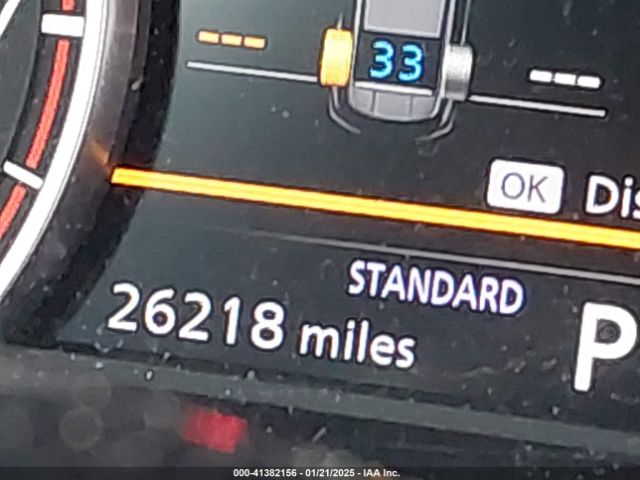 ---
33
---
OK Dis
STANDARD
26218 miles
P
000-41382156 - 01/21/2025 - IAA Inc.